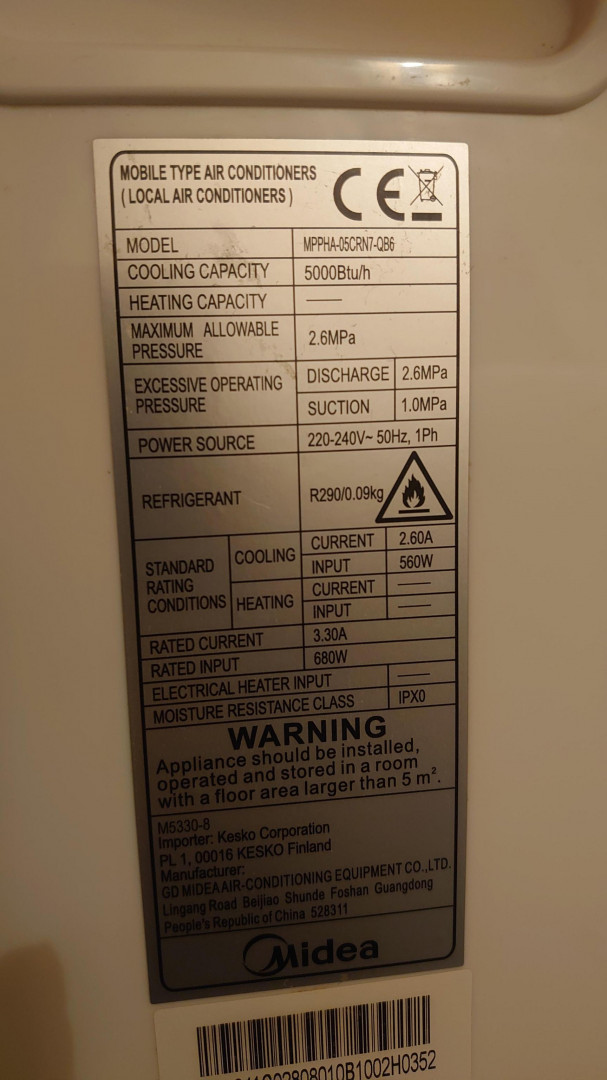 MOBILE TYPE AIR CONDITIONERS
( LOCAL AIR CONDITIONERS )
CE
MODEL MPPHA-05CRN7-QB6
COOLING CAPACITY 5000Btu/h
HEATING CAPACITY ——
MAXIMUM ALLOWABLE
PRESSURE 2.6MPa
EXCESSIVE OPERATING
PRESSURE
DISCHARGE 2.6MPa
SUCTION 1.0MPa
POWER SOURCE 220-240V~ 50Hz, 1Ph
REFRIGERANT R290/0.09kg
STANDARD
RATING
CONDITIONS
COOLING
CURRENT 2.60A
INPUT 560W
HEATING
CURRENT ——
INPUT ——
RATED CURRENT 3.30A
RATED INPUT 680W
ELECTRICAL HEATER INPUT ——
MOISTURE RESISTANCE CLASS IPX0
WARNING
Appliance should be installed,
operated and stored in a room
with a floor area larger than 5 m².
M5330-8
Importer: Kesko Corporation
PL 1, 00016 KESKO Finland
Manufacturer:
GD MIDEA AIR-CONDITIONING EQUIPMENT CO.,LTD.
Lingang Road Beijiao Shunde Foshan Guangdong
People's Republic of China 528311
Midea